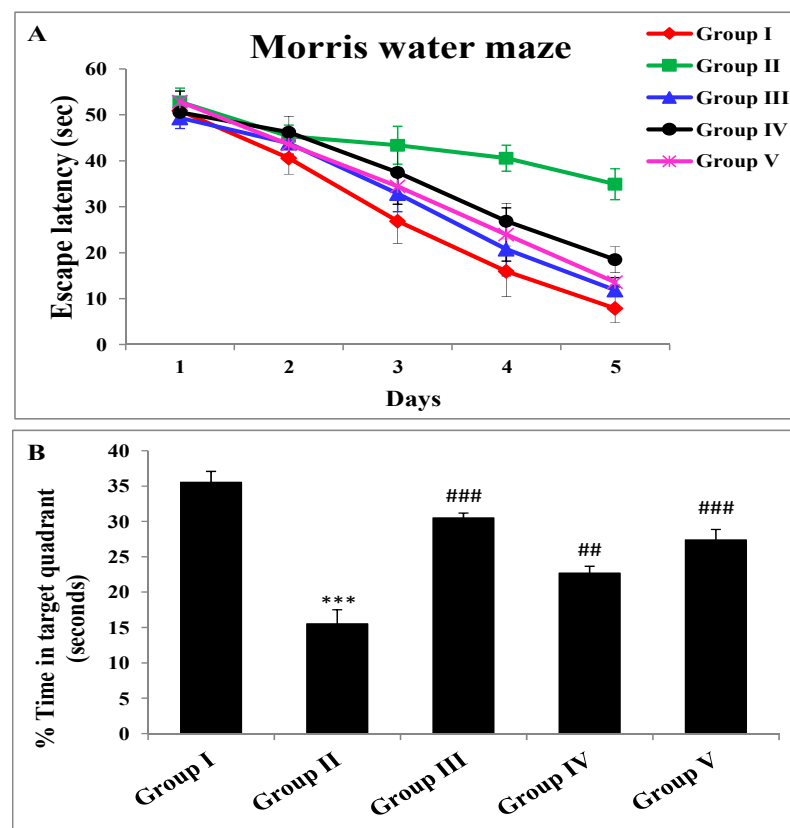 A
Morris water maze
Group I
Group II
Group III
Group IV
Group V
Escape latency (sec)
60
50
40
30
20
10
0
1 2 3 4 5
Days
B
% Time in target quadrant
(seconds)
40
35
30
25
20
15
10
5
0
***
###
##
###
Group I
Group II
Group III
Group IV
Group V